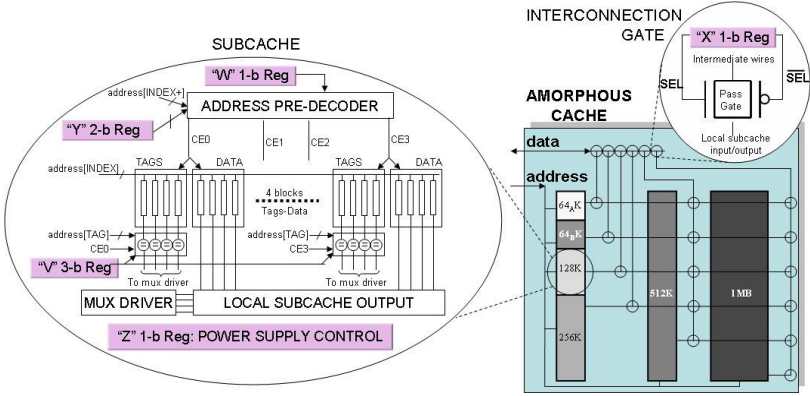 INTERCONNECTION
GATE
"X" 1-b Reg
Intermediate wires
SEL
SEL
Pass
Gate
Local subcache
input/output
SUBCACHE
"W" 1-b Reg
address[INDEX+]
ADDRESS PRE-DECODER
"Y" 2-b Reg
CE0
CE1
CE2
CE3
address[INDEX]
TAGS
DATA
TAGS
DATA
4 blocks
Tags-Data
address[TAG]
CE0
address[TAG]
CE3
"V" 3-b Reg
To mux driver
To mux driver
MUX DRIVER
LOCAL SUBCACHE OUTPUT
"Z" 1-b Reg: POWER SUPPLY CONTROL
AMORPHOUS
CACHE
data
address
64AK
64BK
128K
256K
512K
1MB